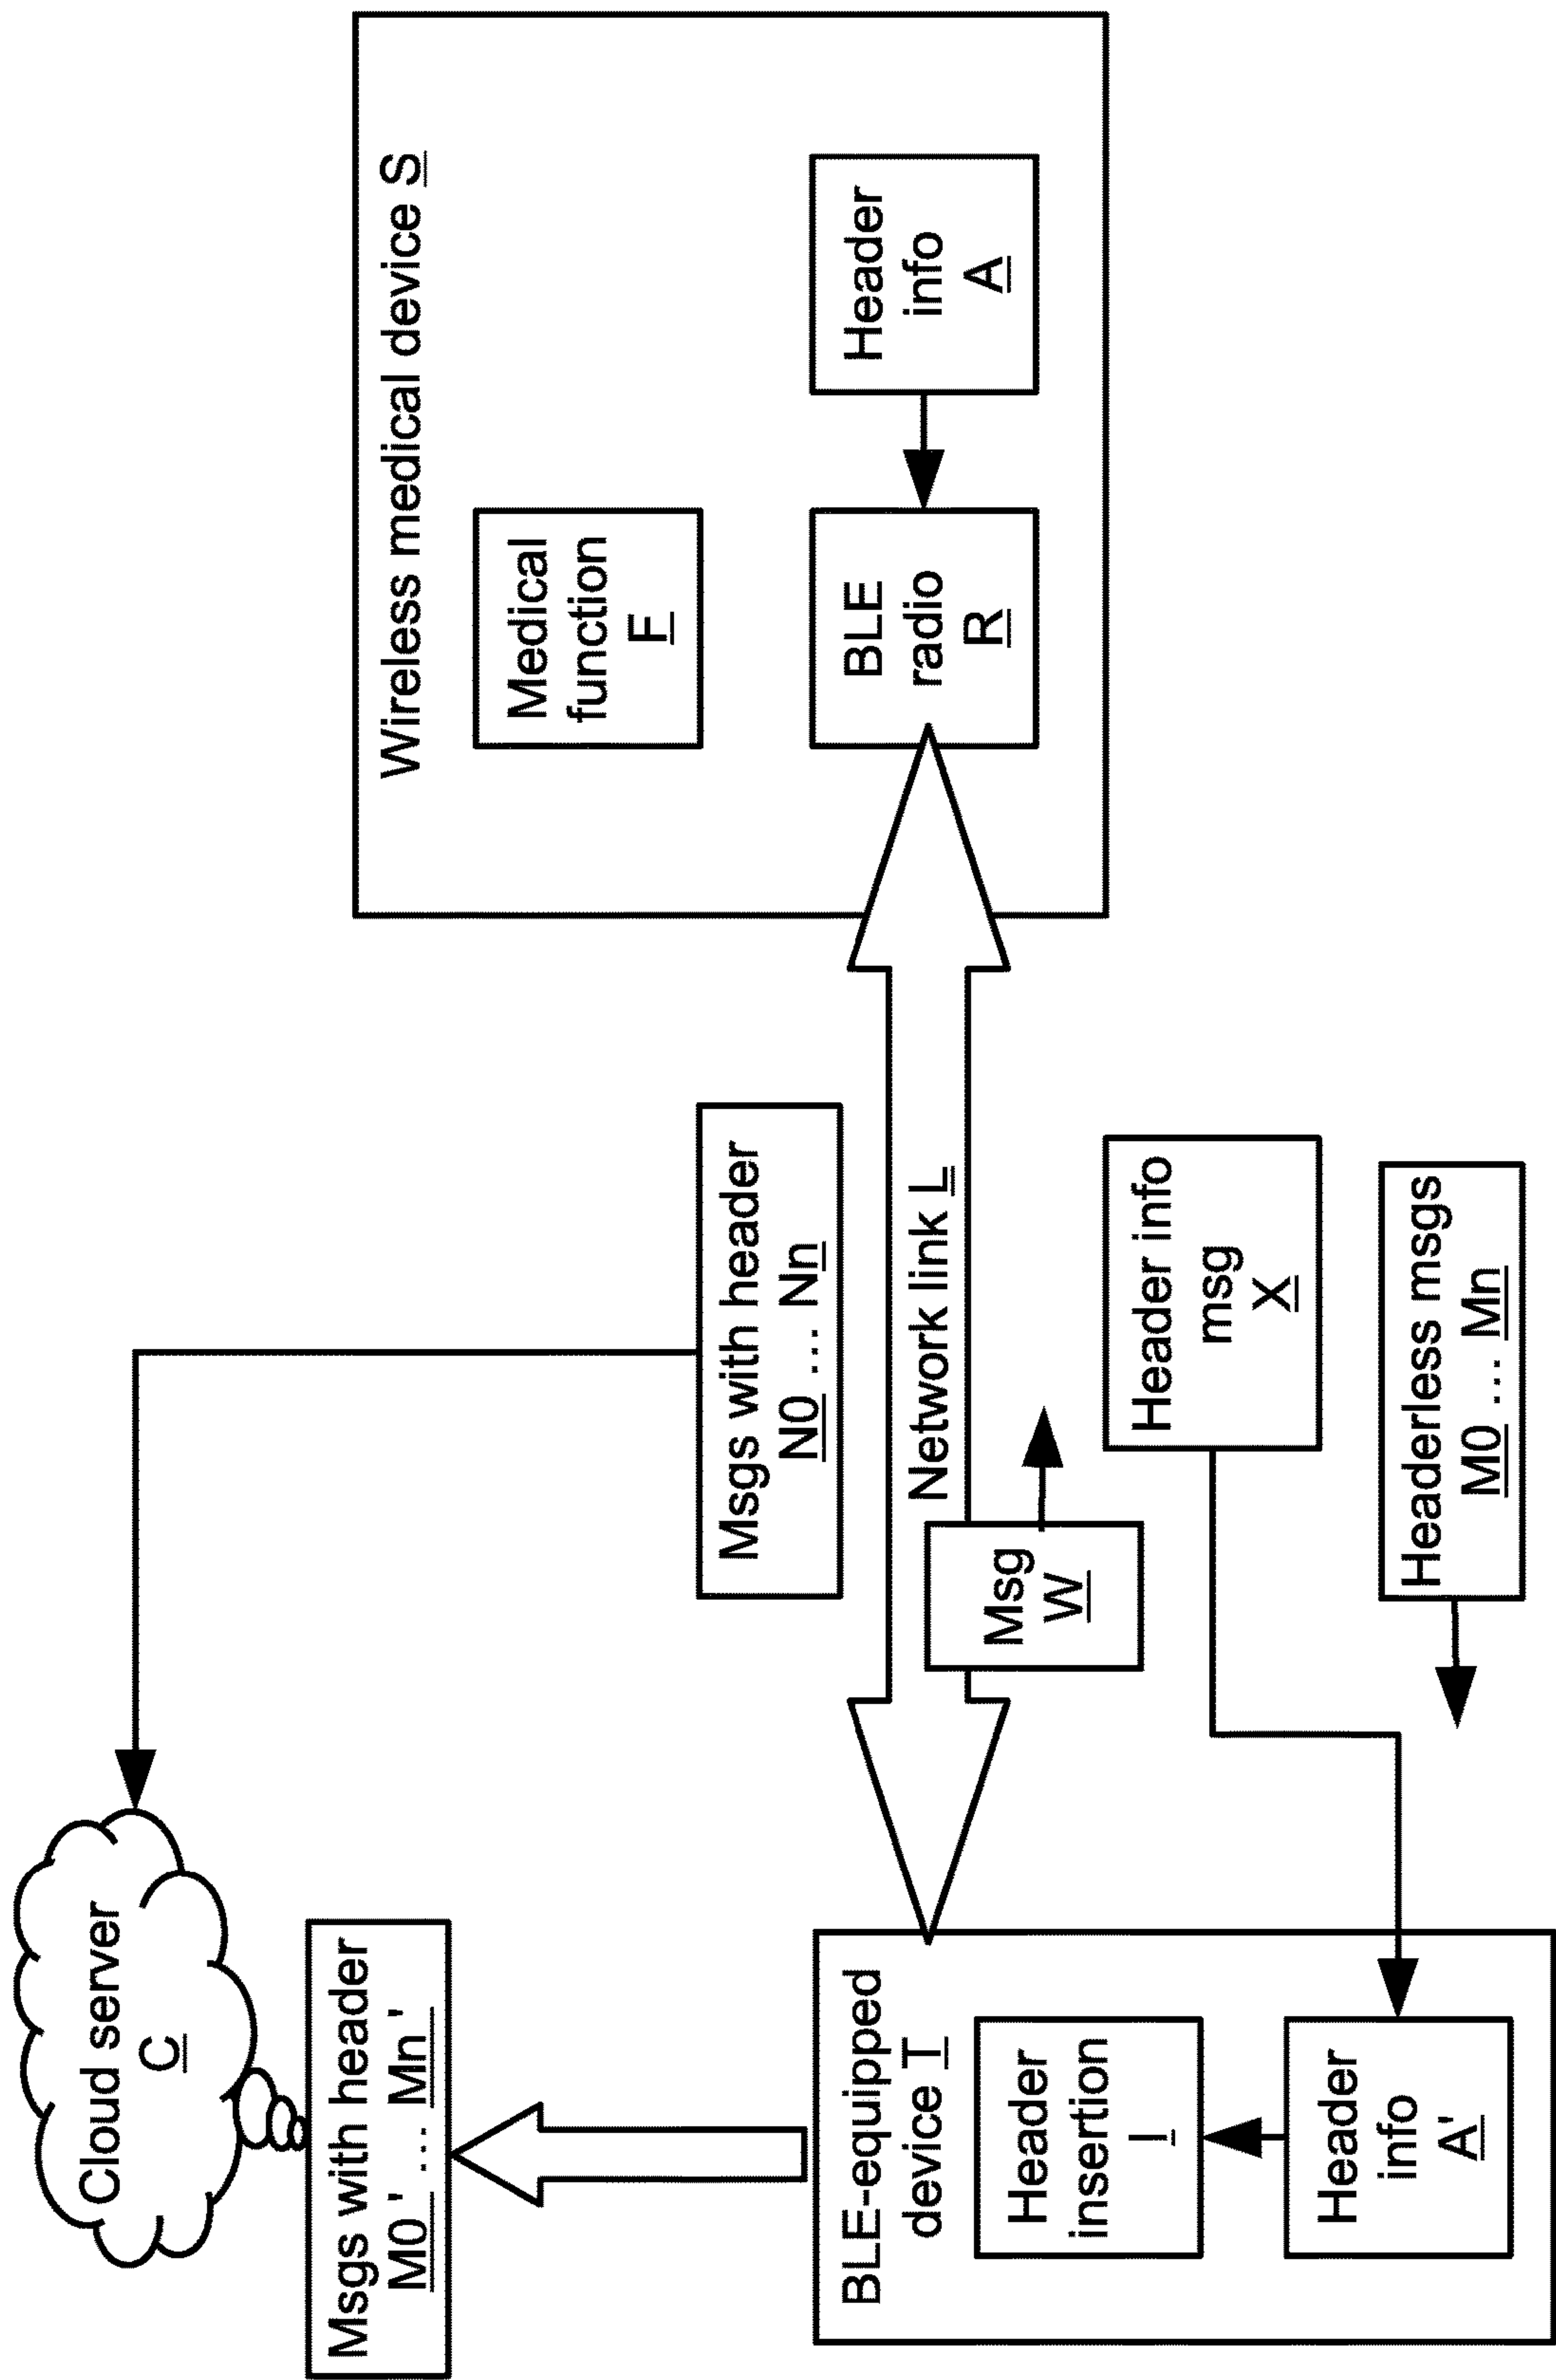 Cloud server
C
Msgs with header
M0 ' ... Mn '
Msgs with header
N0 ... Nn
Wireless medical device S
Medical
function
F
BLE
radio
R
Header
info
A
Network link L
Msg
W
BLE-equipped
device T
Header
insertion
I
Header
info
A'
Header info
msg
X
Headerless msgs
M0 ... Mn